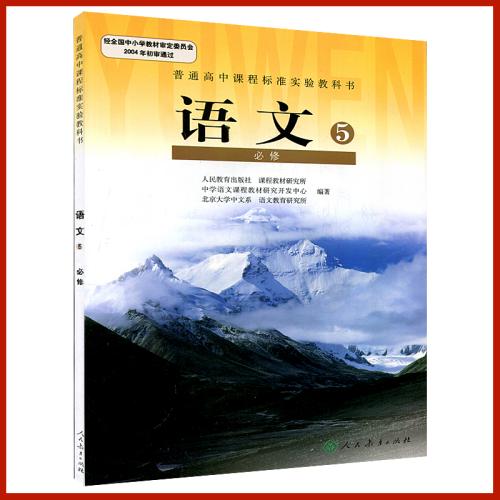 经全国中小学教材审定委员会
2004年初审通过
YUWEN
普通高中课程标准实验教科书
语文 5
必修
人民教育出版社 课程教材研究所
中学语文课程教材研究开发中心 编著
北京大学中文系 语文教育研究所
人民教育出版社
普通高中课程标准实验教科书
语文 5 必修
人民教育出版社